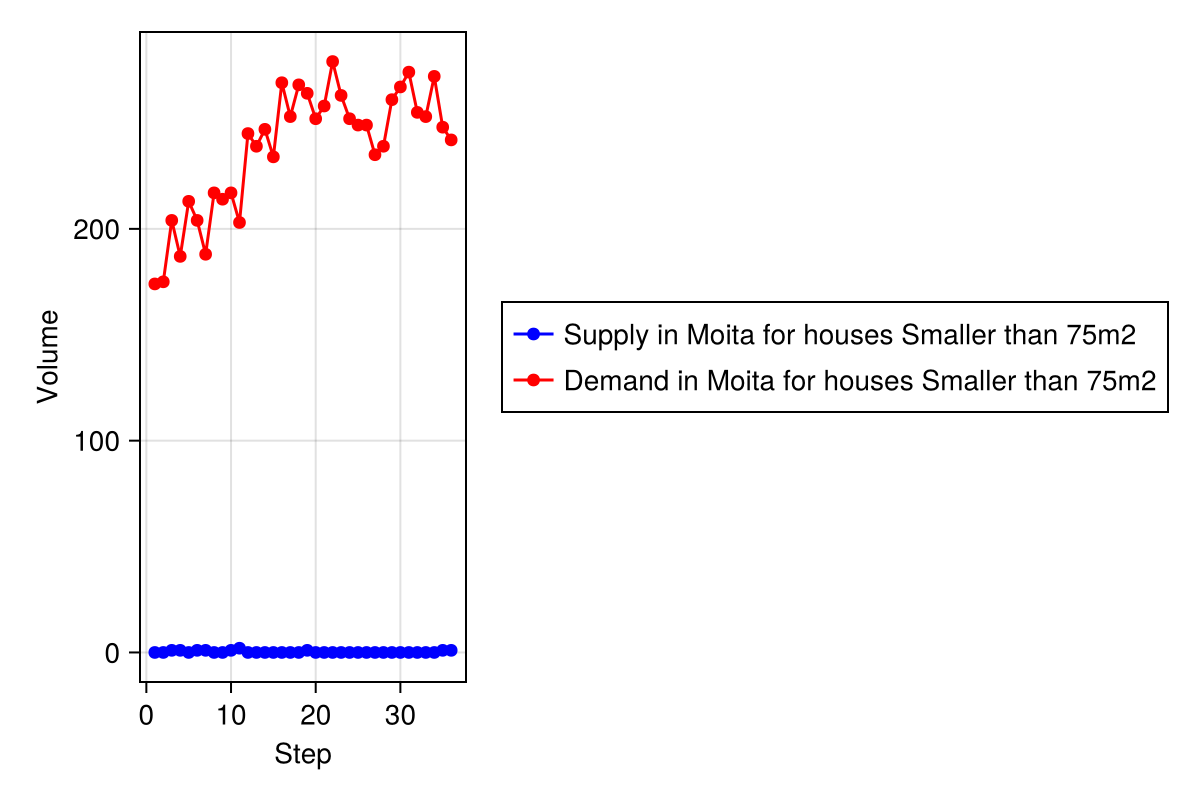 Volume
200
100
0
0 10 20 30
Step
Supply in Moita for houses Smaller than 75m2
Demand in Moita for houses Smaller than 75m2